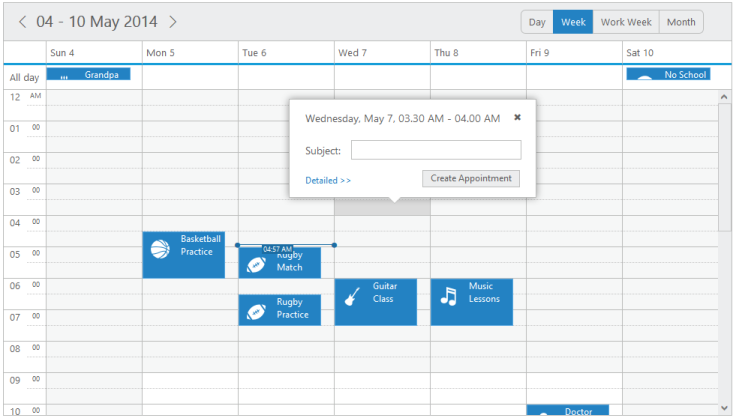 04 - 10 May 2014
Day Week Work Week Month
Sun 4 Mon 5 Tue 6 Wed 7 Thu 8 Fri 9 Sat 10
All day Grandpa No School
12 AM
01 00
02 00
03 00
04 00
05 00
06 00
07 00
08 00
09 00
10 00
Wednesday, May 7, 03.30 AM - 04.00 AM
Subject:
Detailed >> Create Appointment
Basketball
Practice
04:57 AM
Rugby
Match
Rugby
Practice
Guitar
Class
Music
Lessons
Doctor